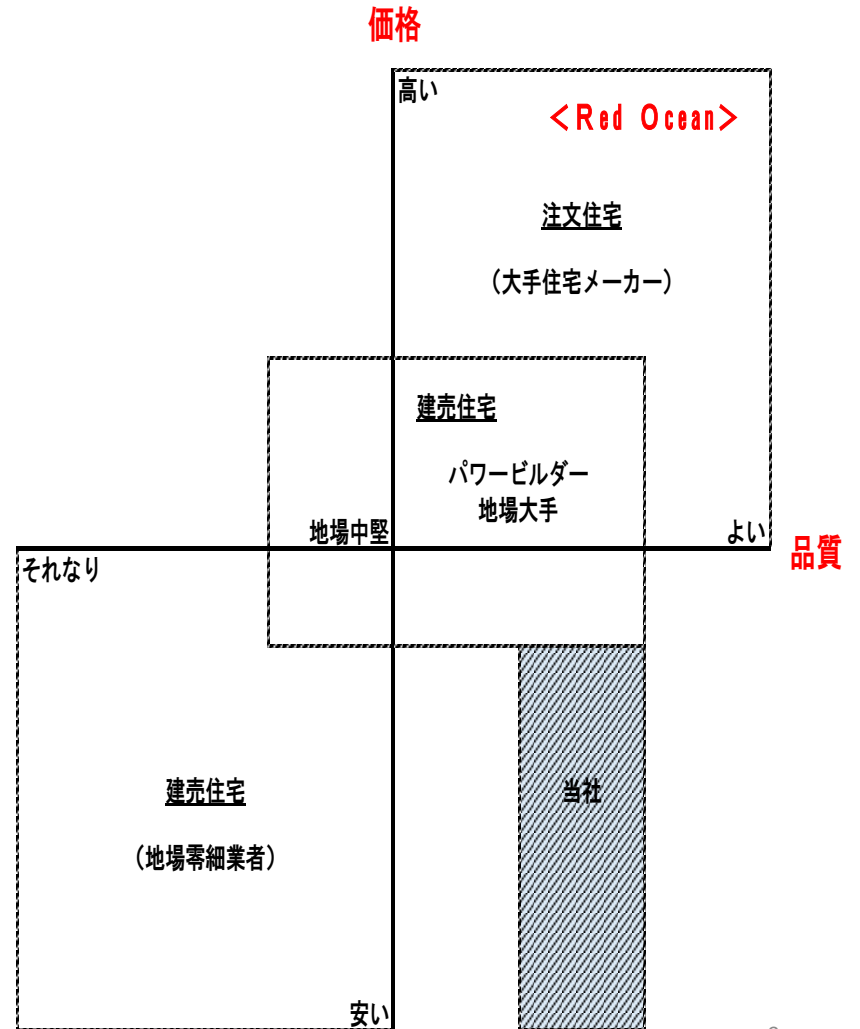 価格
高い
＜Red Ocean＞
注文住宅
（大手住宅メーカー）
建売住宅
パワービルダー
地場大手
地場中堅
よい
品質
それなり
建売住宅
当社
（地場零細業者）
安い